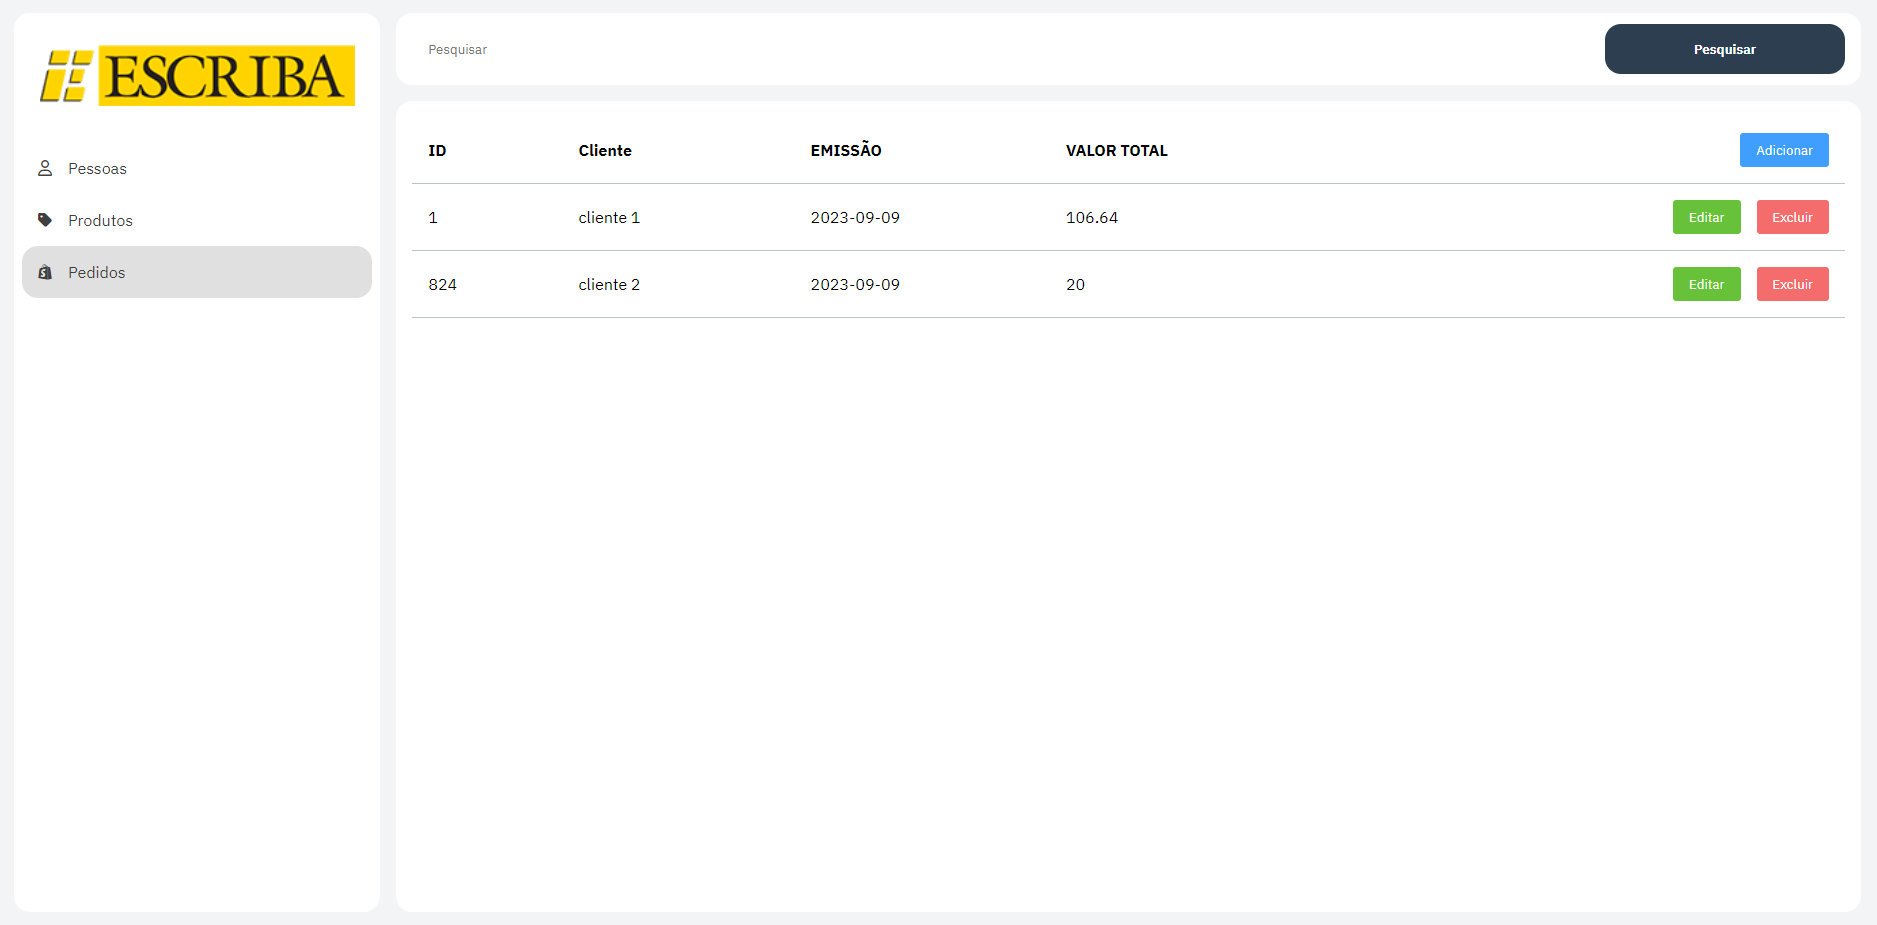 ESCRIBA
Pessoas
Produtos
Pedidos
Pesquisar
Pesquisar
ID Cliente EMISSÃO VALOR TOTAL Adicionar
1 cliente 1 2023-09-09 106.64 Editar Excluir
824 cliente 2 2023-09-09 20 Editar Excluir